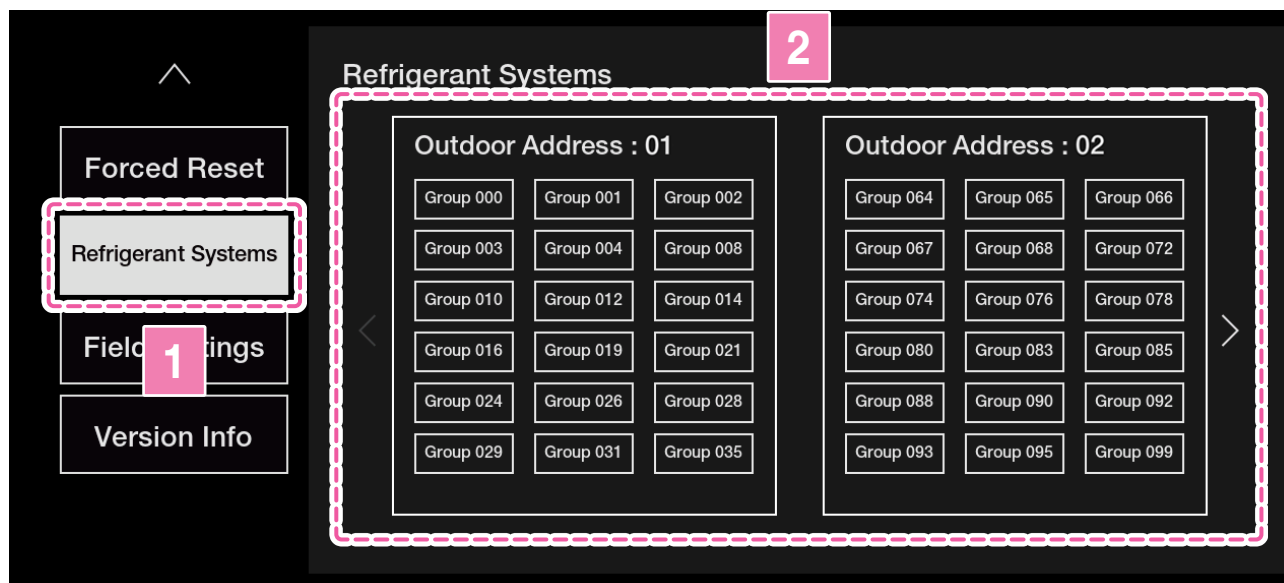 Forced Reset
Refrigerant Systems
1
Version Info
2
Refrigerant Systems
Outdoor Address : 01
Group 000 Group 001 Group 002
Group 003 Group 004 Group 008
Group 010 Group 012 Group 014
Group 016 Group 019 Group 021
Group 024 Group 026 Group 028
Group 029 Group 031 Group 035
Outdoor Address : 02
Group 064 Group 065 Group 066
Group 067 Group 068 Group 072
Group 074 Group 076 Group 078
Group 080 Group 083 Group 085
Group 088 Group 090 Group 092
Group 093 Group 095 Group 099